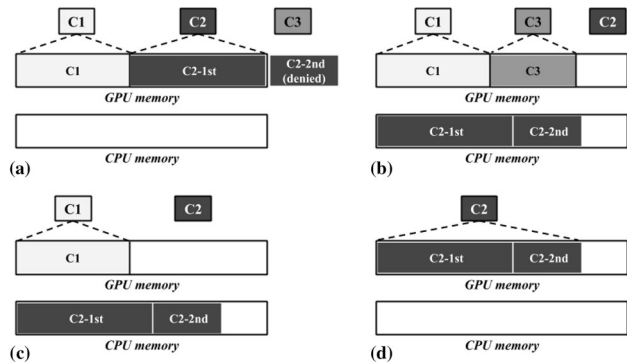 C1 C2 C3
C1 C2-1st C2-2nd
(denied)
GPU memory
CPU memory
(a)
C1 C3 C2
C1 C3
GPU memory
C2-1st C2-2nd
CPU memory
(b)
C1 C2
C1
GPU memory
C2-1st C2-2nd
CPU memory
(c)
C2
C2-1st C2-2nd
GPU memory
CPU memory
(d)